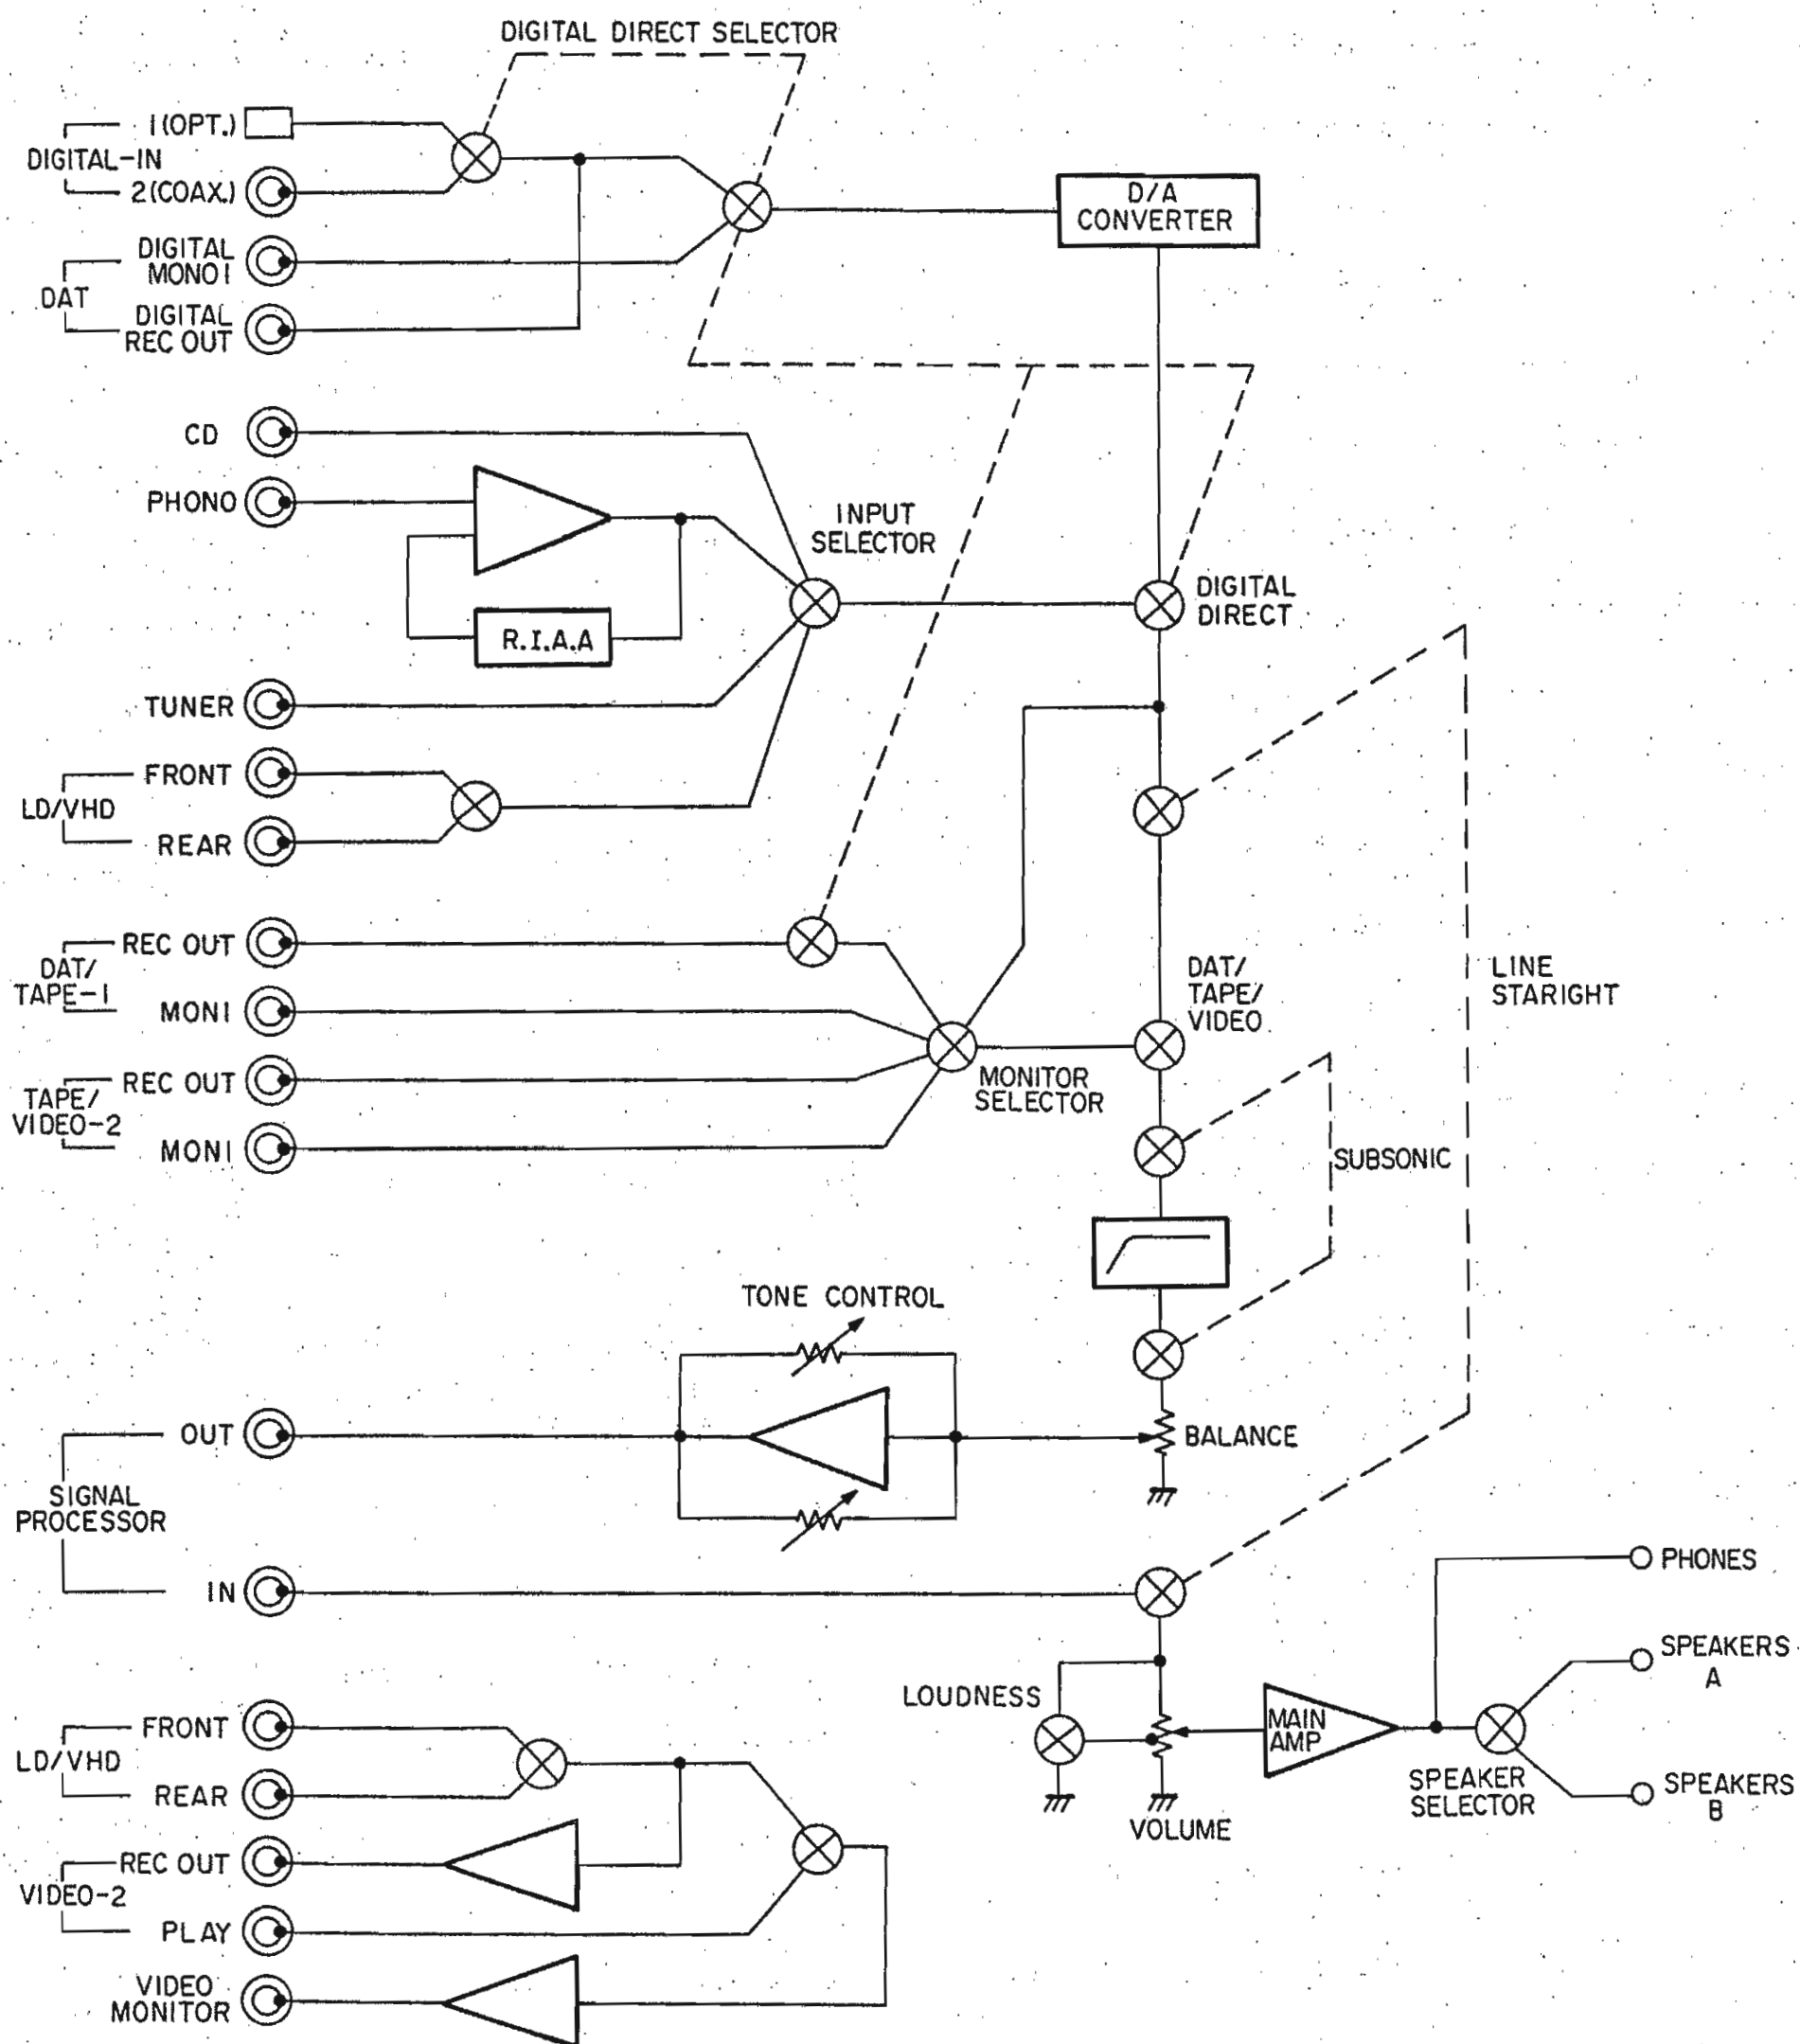 DIGITAL DIRECT SELECTOR
1(OPT.)
DIGITAL-IN
2(COAX.)
D/A
CONVERTER
DIGITAL
MONO I
DAT
DIGITAL
REC OUT
CD
PHONO
INPUT
SELECTOR
R.I.A.A
DIGITAL
DIRECT
TUNER
FRONT
LD/VHD
REAR
REC OUT
DAT/
TAPE-1
MONI
DAT/
TAPE/
VIDEO
LINE
STARIGHT
REC OUT
TAPE/
VIDEO-2
MONI
MONITOR
SELECTOR
SUBSONIC
TONE CONTROL
OUT
BALANCE
SIGNAL
PROCESSOR
IN
PHONES
SPEAKERS
A
LOUDNESS
MAIN
AMP
SPEAKER
SELECTOR
SPEAKERS
B
VOLUME
FRONT
LD/VHD
REAR
REC OUT
VIDEO-2
PLAY
VIDEO
MONITOR